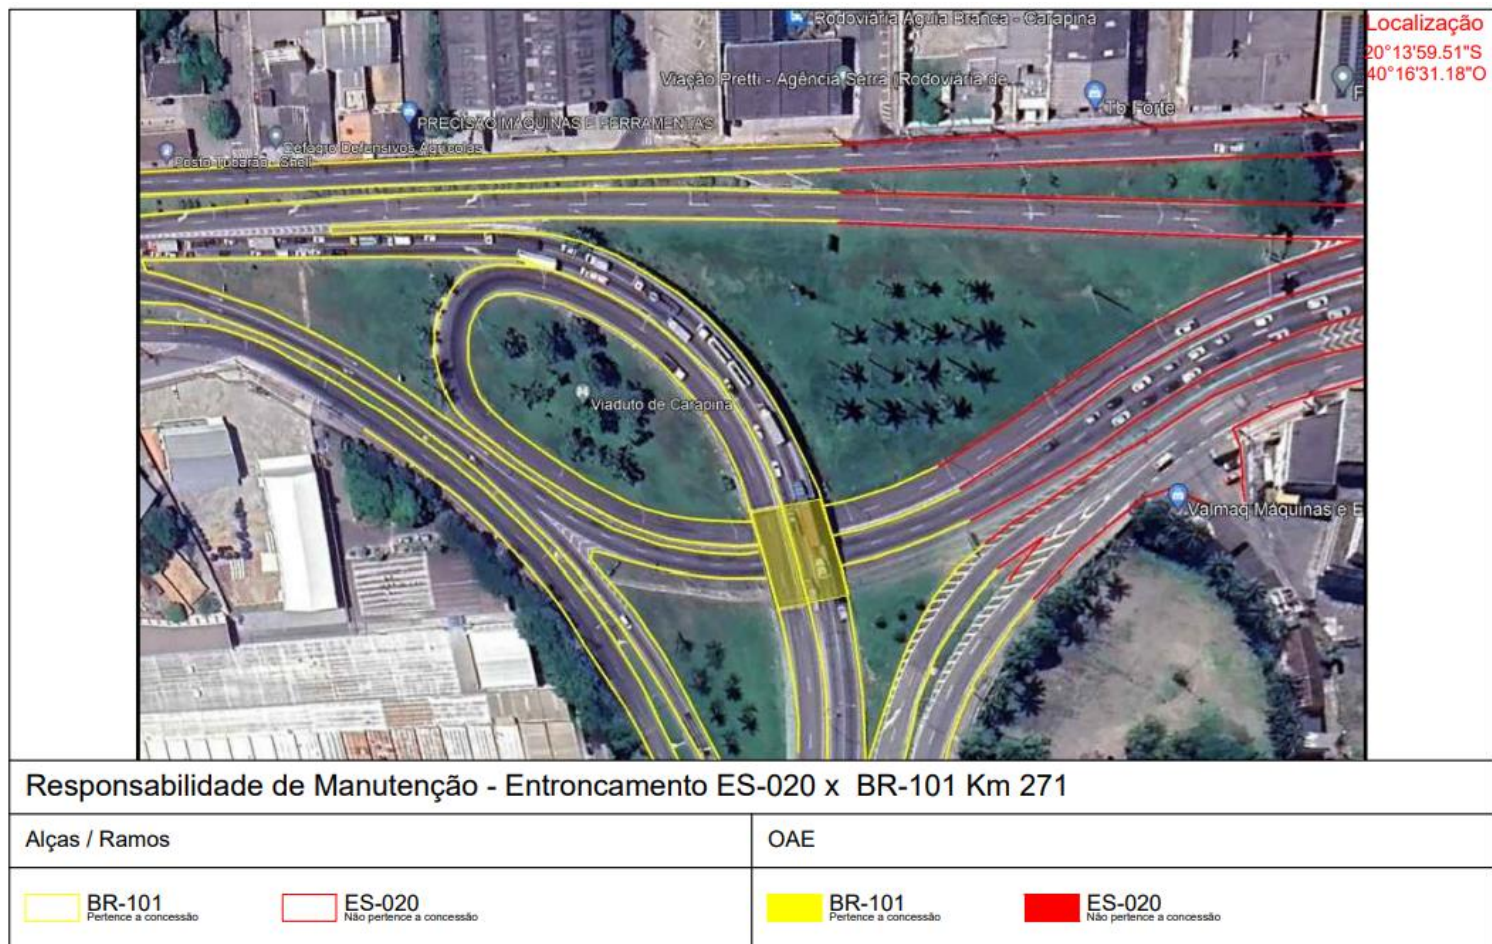 Rodoviária Águia Branca - Carapina
Localização
20°13'59.51"S
40°16'31.18"O
Viação Pretti - Agência Serra (Rodoviaria de ...
Tb Forte
F
PRECISÃO MÁQUINAS E FERRAMENTAS
Defagro Defensivos Agrícolas
Posto Tubarão - Shell
Viaduto de Carapina
Valmaq Máquinas e E
Responsabilidade de Manutenção - Entroncamento ES-020 x BR-101 Km 271
Alças / Ramos
OAE
BR-101
Pertence a concessão
ES-020
Não pertence a concessão
BR-101
Pertence a concessão
ES-020
Não pertence a concessão